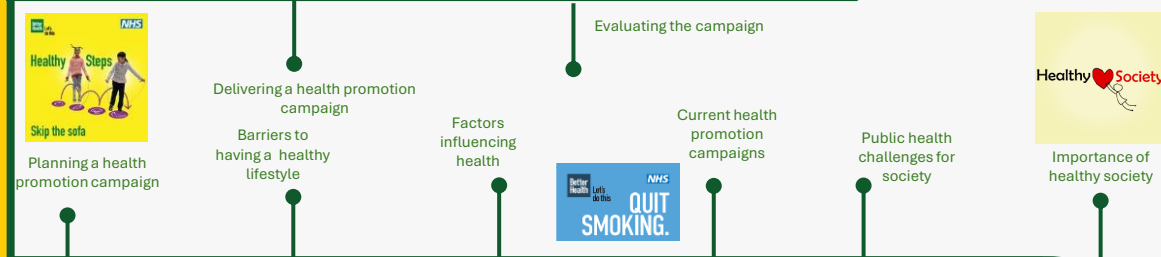 Better
Health
Let's
do this
NHS
Healthy Steps
Skip the sofa
Planning a health
promotion campaign
Delivering a health promotion
campaign
Barriers to
having a healthy
lifestyle
Evaluating the campaign
Factors
influencing
health
Better
Health
Let's
do this
NHS
QUIT
SMOKING.
Current health
promotion
campaigns
Public health
challenges for
society
Healthy Society
Importance of
healthy society